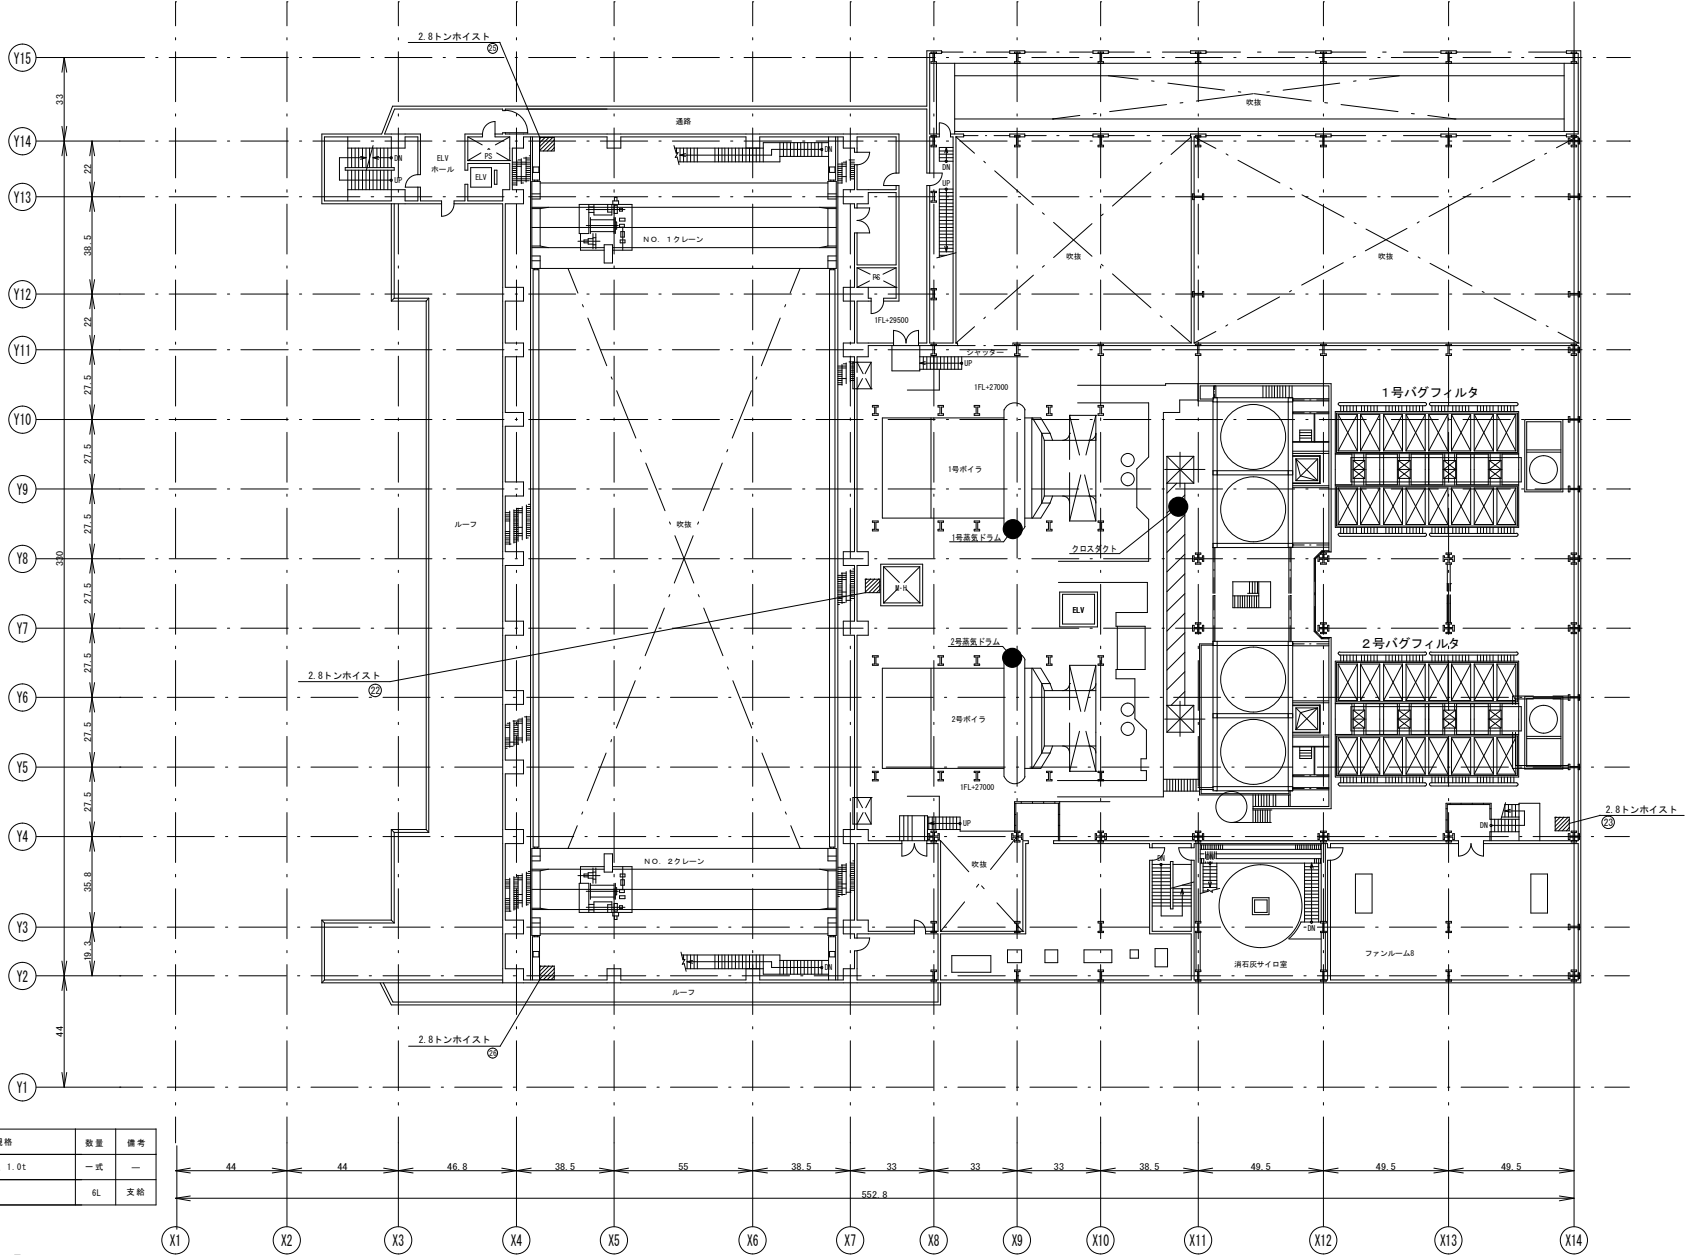 2.8トンホイスト
㉕
Y15
33
吹抜
通路
Y14
DN
UP
ELV
ホール
PS
ELV
DN
DN
UP
22
Y13
NO. 1クレーン
38.5
吹抜
吹抜
PS
Y12
1FL+29500
22
Y11
シャッター
UP
27.5
1FL+27000
1号バグフィルタ
Y10
27.5
1号ボイラ
Y9
ルーフ
吹抜
27.5
1号蒸気ドラム
クロスダクト
Y8
330
M-H
27.5
ELV
Y7
2号蒸気ドラム
2号バグフィルタ
27.5
2.8トンホイスト
㉒
Y6
2号ボイラ
27.5
Y5
1FL+27000
27.5
UP
DN
2.8トンホイスト
㉓
Y4
NO. 2クレーン
吹抜
DN
DN
35.8
Y3
DN
19.3
ファンルーム8
消石灰サイロ室
DN
Y2
ルーフ
44
2.8トンホイスト
㉖
Y1
格 数量 備考
1.0t 一式 —
6L 支給
44 44 46.8 38.5 55 38.5 33 33 33 38.5 49.5 49.5 49.5
552.8
X1 X2 X3 X4 X5 X6 X7 X8 X9 X10 X11 X12 X13 X14